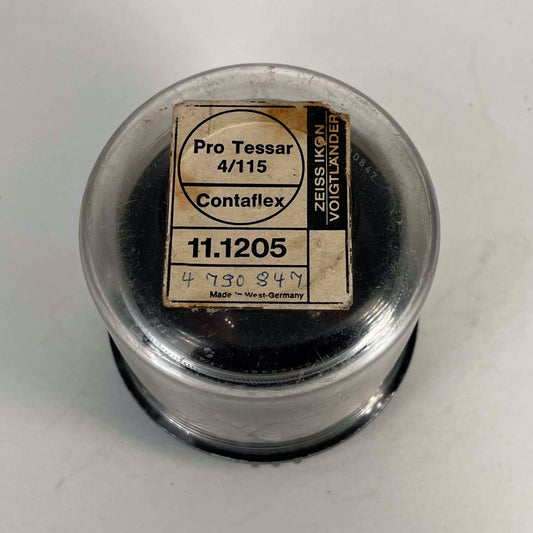 Pro Tessar
4/115
Contaflex
11.1205
4 790 847
Made in West-Germany
ZEISS IKON
VOIGTLÄNDER